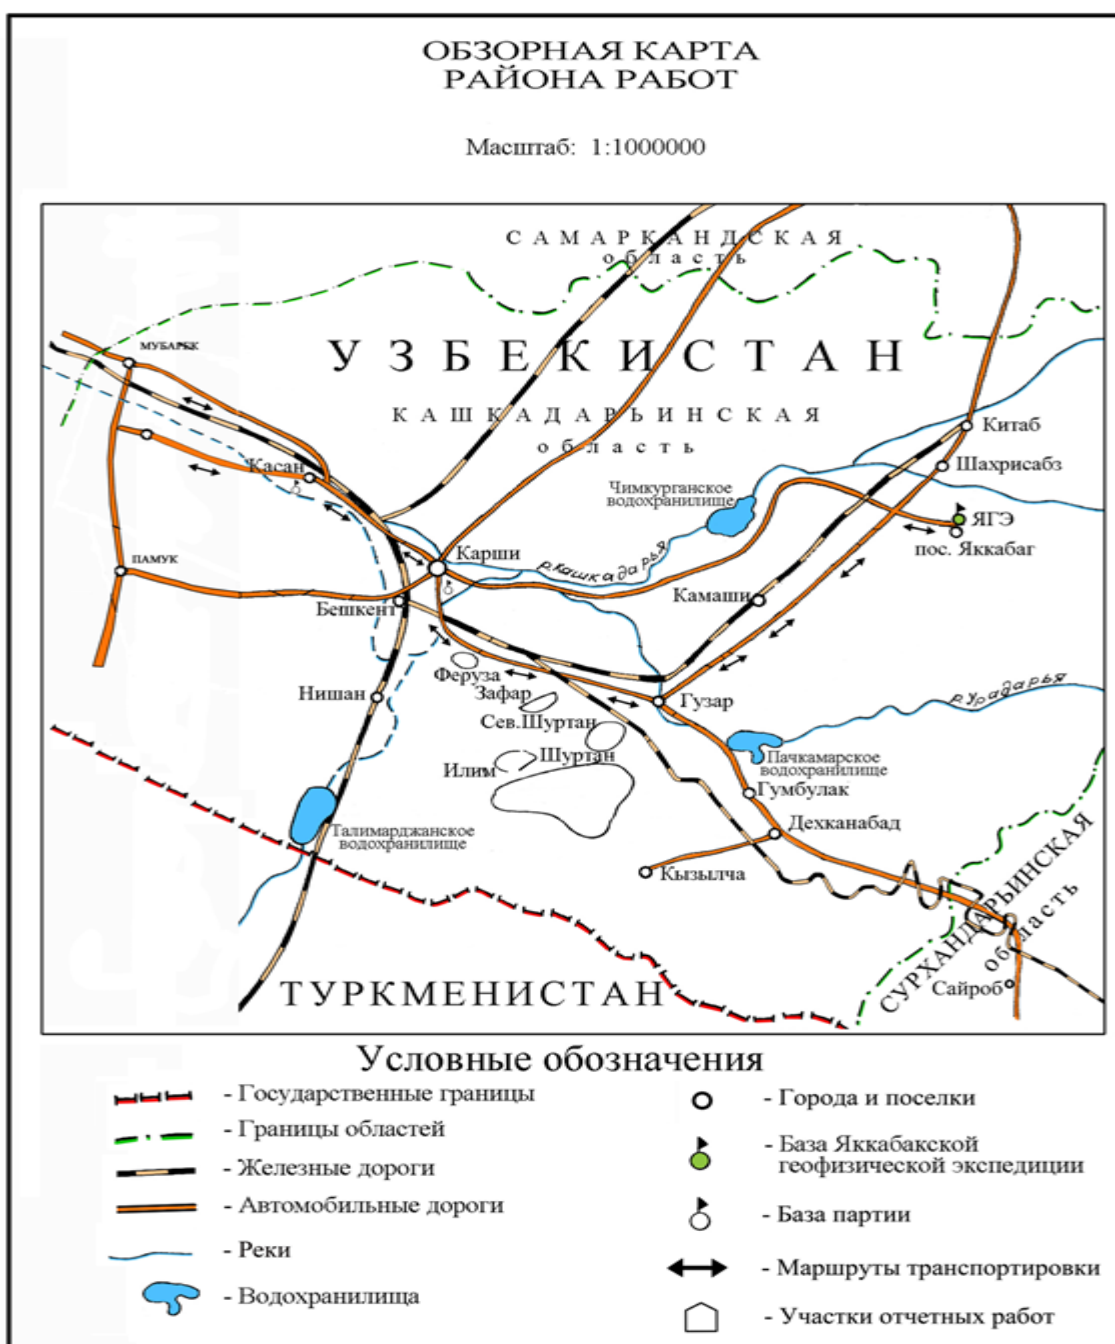 ОБЗОРНАЯ КАРТА
РАЙОНА РАБОТ
Масштаб: 1:1000000
САМАРКАНДСКАЯ
область
УЗБЕКИСТАН
МУБАРЕК
КАШКАДАРЬИНСКАЯ
область
Китаб
Касан
Шахрисабз
Чимкурганское
водохранилище
ЯГЭ
пос. Яккабаг
Карши
р.кашкадарья
ПАМУК
Бешкент
Камаши
Феруза
Зафар
Нишан
Гузар
р.урадарья
Сев.Шуртан
Шуртан
Илим
Пачкамарское
водохранилище
Гумбулак
Талимарджанское
водохранилище
Дехканабад
Кызылча
СУРХАНДАРЬИНСКАЯ
область
Сайроб
ТУРКМЕНИСТАН
Условные обозначения
- Государственные границы
- Границы областей
- Железные дороги
- Автомобильные дороги
- Реки
- Водохранилища
- Города и поселки
- База Яккабакской
геофизической экспедиции
- База партии
- Маршруты транспортировки
- Участки отчетных работ